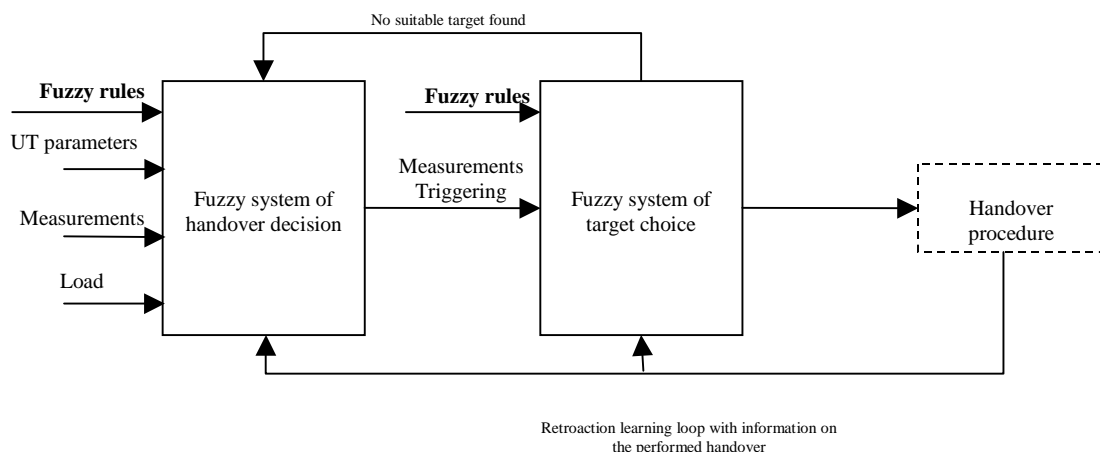 No suitable target found
Fuzzy rules
UT parameters
Measurements
Load
Fuzzy system of
handover decision
Fuzzy rules
Measurements
Triggering
Fuzzy system of
target choice
Handover
procedure
Retroaction learning loop with information on
the performed handover